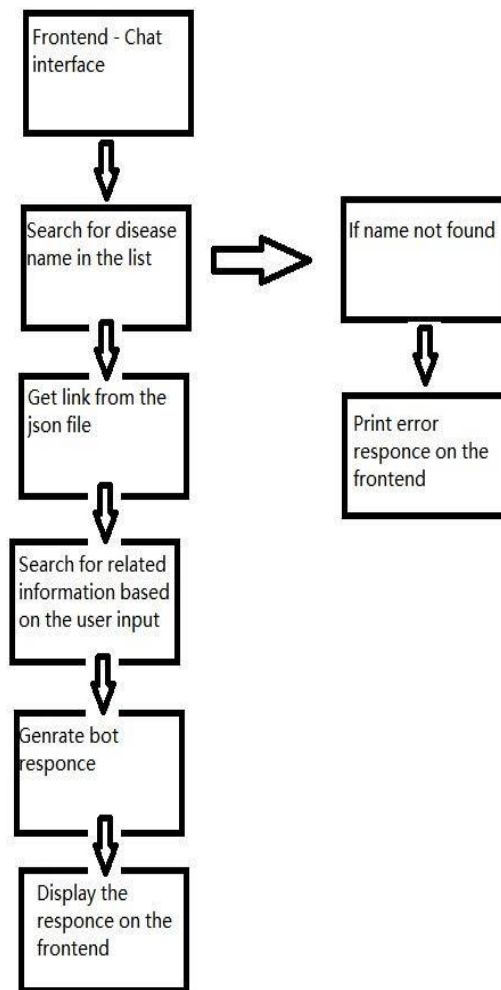 Frontend - Chat
interface
Search for disease
name in the list
If name not found
Get link from the
json file
Print error
responce on the
frontend
Search for related
information based
on the user input
Genrate bot
responce
Display the
responce on the
frontend